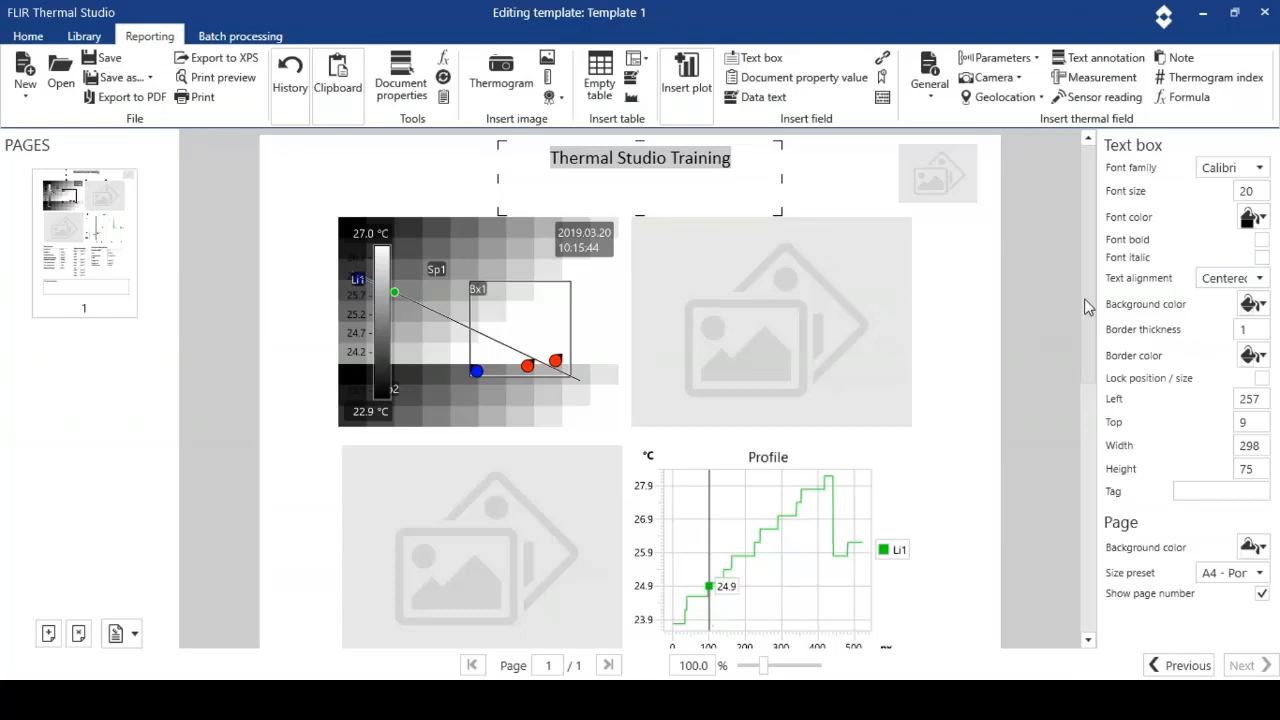 FLIR Thermal Studio
Editing template: Template 1
Home Library Reporting Batch processing
New
Open
Save
Save as...
Export to PDF
Export to XPS
Print preview
Print
File
History
Clipboard
Document properties
Tools
Thermogram
Insert image
Empty table
Insert table
Insert plot
Text box
Document property value
Data text
Insert field
General
Parameters
Camera
Geolocation
Text annotation
Measurement
Sensor reading
Note
Thermogram index
Formula
Insert thermal field
PAGES
1
Thermal Studio Training
27.0 °C
2019.03.20
10:15:44
Sp1
Li1
Bx1
25.7
25.2
24.7
24.2
22.9 °C
°C
Profile
27.9
26.9
25.9
24.9
23.9
24.9
Li1
0 100 200 300 400 500 px
Text box
Font family Calibri
Font size 20
Font color
Font bold
Font italic
Text alignment Centered
Background color
Border thickness 1
Border color
Lock position / size
Left 257
Top 9
Width 298
Height 75
Tag
Page
Background color
Size preset A4 - Por
Show page number
Page 1 / 1
100.0 %
Previous
Next